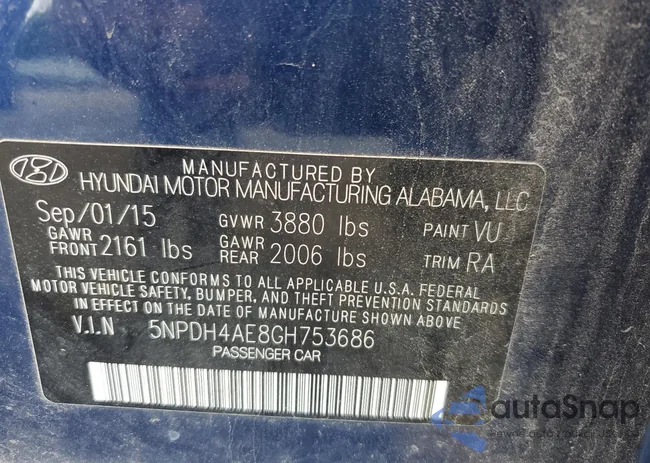 MANUFACTURED BY
HYUNDAI MOTOR MANUFACTURING ALABAMA, LLC
Sep/01/15 GVWR 3880 lbs PAINT VU
GAWR FRONT 2161 lbs GAWR REAR 2006 lbs TRIM RA
THIS VEHICLE CONFORMS TO ALL APPLICABLE U.S.A. FEDERAL
MOTOR VEHICLE SAFETY, BUMPER, AND THEFT PREVENTION STANDARDS
IN EFFECT ON THE DATE OF MANUFACTURE SHOWN ABOVE.
V.I.N 5NPDH4AE8GH753686
PASSENGER CAR
autaSnap